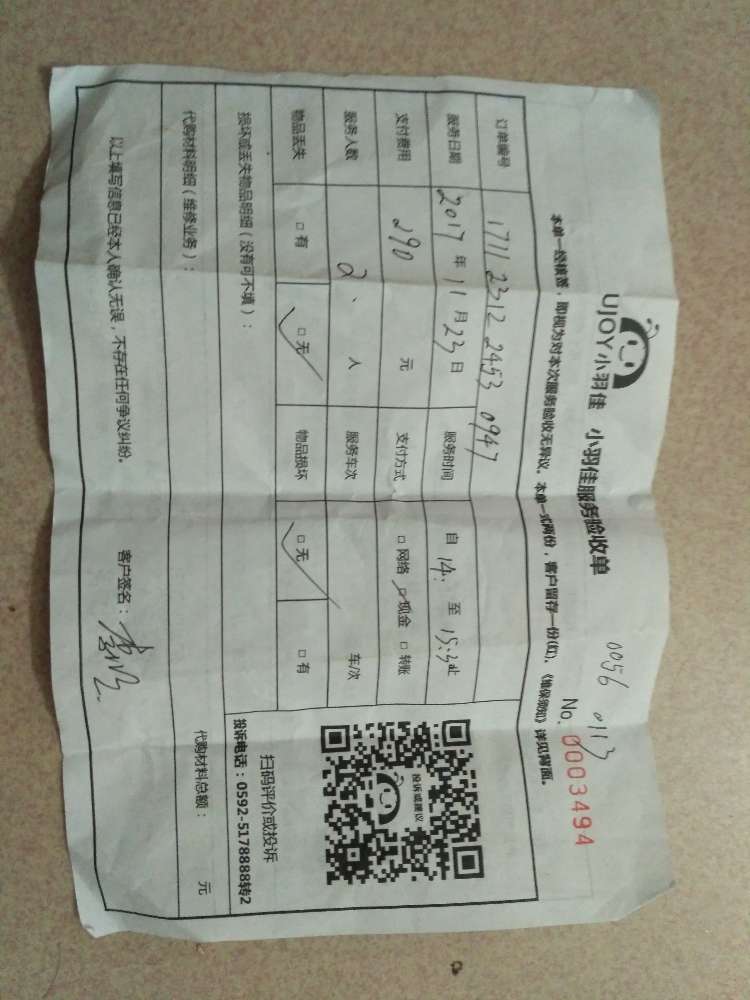 UJOY小羽佳 小羽佳服务验收单
0056 0113
No. 0003494
本单一经核签,即视为对本次服务验收无异议。本单一式两份,客户留存一份(红)、《维保须知》详见背面。
订单编号 1711 2312 2453 0947
服务日期 2017 年 11 月 23 日 服务时间 自 14: 至 15:3 止
支付费用 290 元 支付方式 □ 网络 □ 现金 □ 转账
服务人数 2 人 服务车次 车/次
物品丢失 □ 有 □ 无 物品损坏 □ 无 □ 有
投诉或建议
扫码评价或投诉
投诉电话:0592-5178888转2
损坏或丢失物品明细(没有可不填):
代购材料明细(维修业务): 代购材料总额: 元
以上填写信息已经本人确认无误,不存在任何争议纠纷。 客户签名: